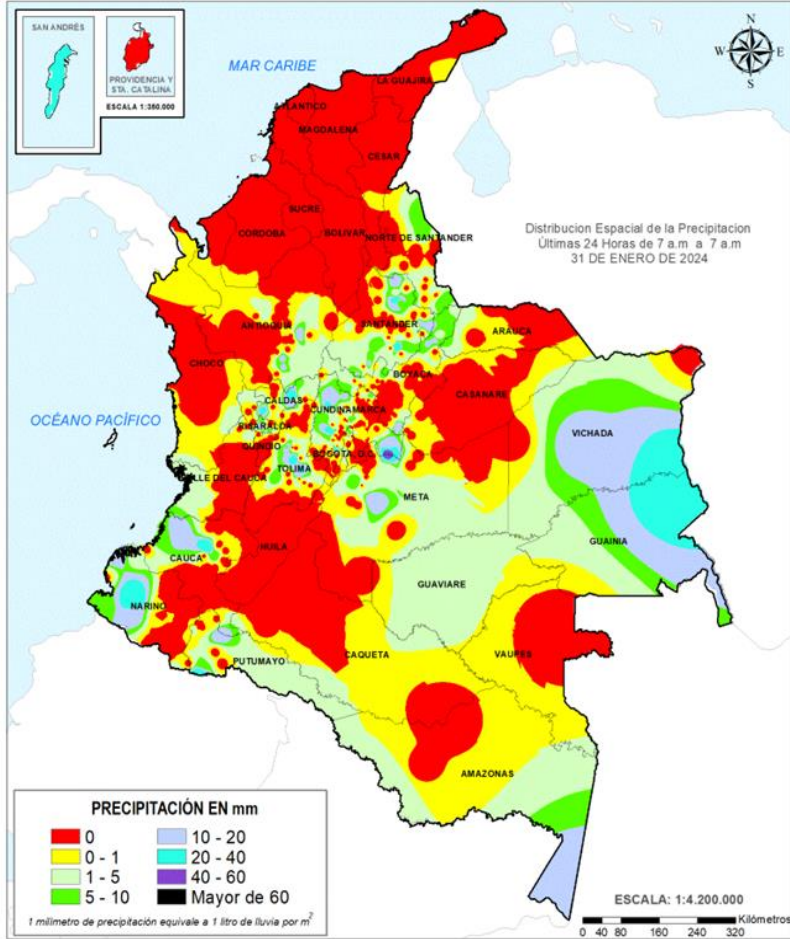 SAN ANDRÉS
PROVIDENCIA Y
STA. CATALINA
ESCALA 1:380.000
MAR CARIBE
N
W
E
S
LA GUAJIRA
ATLANTICO
MAGDALENA
CESAR
SUCRE
CORDOBA
BOLIVAR
NORTE DE SANTANDER
Distribucion Espacial de la Precipitacion
Últimas 24 Horas de 7 a.m a 7 a.m
31 DE ENERO DE 2024
ANTIOQUIA
SANTANDER
ARAUCA
CHOCO
BOYACA
CASANARE
OCÉANO PACÍFICO
CALDAS
CUNDINAMARCA
RISARALDA
VICHADA
QUINDIO
BOGOTA, D.C.
TOLIMA
VALLE DEL CAUCA
META
GUAINIA
HUILA
CAUCA
GUAVIARE
NARIÑO
PUTUMAYO
CAQUETA
VAUPES
AMAZONAS
PRECIPITACIÓN EN mm
0
10 - 20
0 - 1
20 - 40
1 - 5
40 - 60
5 - 10
Mayor de 60
1 milímetro de precipitación equivale a 1 litro de lluvia por m²
ESCALA: 1:4.200.000
Kilómetros
0 40 80 160 240 320